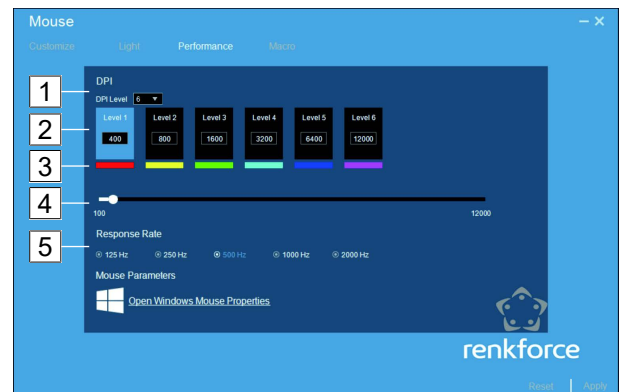 Mouse
Customize Light Performance Macro
DPI
1
DPI Level 6
Level 1 Level 2 Level 3 Level 4 Level 5 Level 6
2
400 800 1600 3200 6400 12000
3
4
100 12000
Response Rate
5
125 Hz 250 Hz 500 Hz 1000 Hz 2000 Hz
Mouse Parameters
Open Windows Mouse Properties
renkforce
Reset Apply